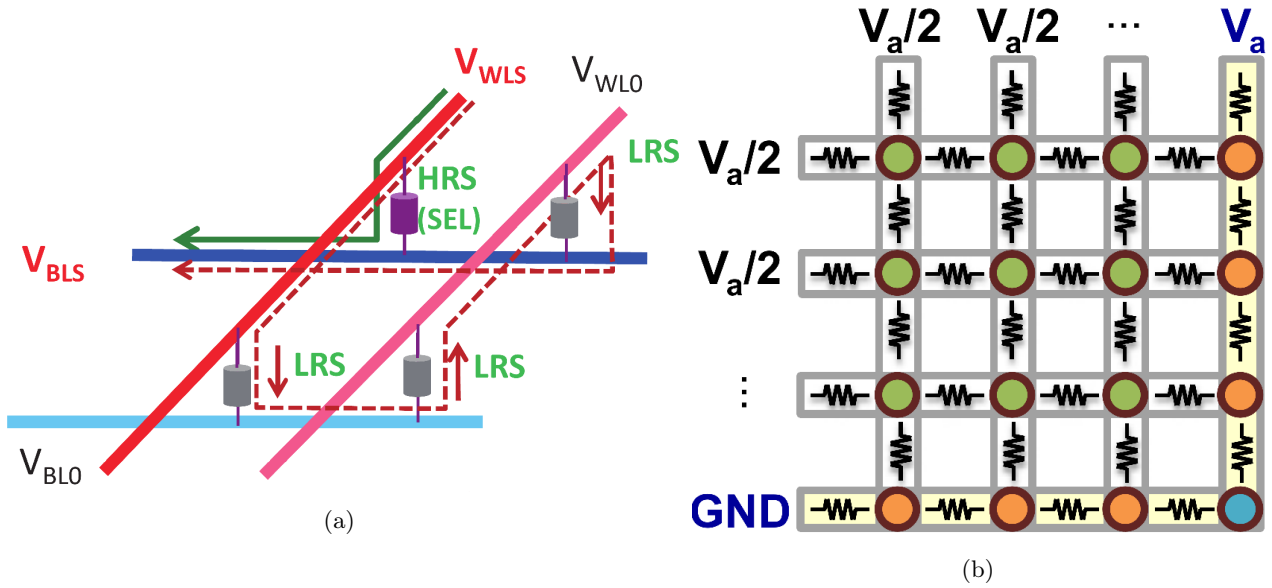 V_WLS
V_WL0
LRS
HRS
(SEL)
V_BLS
LRS
LRS
V_BL0
(a)
V_a/2 V_a/2 ... V_a
V_a/2
V_a/2
⋮
GND
(b)